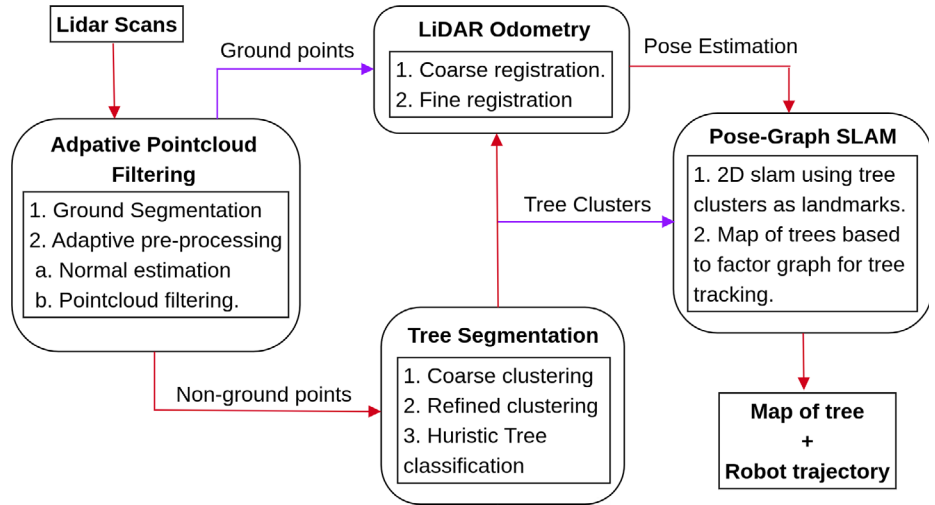 Lidar Scans
Ground points
LiDAR Odometry
1. Coarse registration.
2. Fine registration
Pose Estimation
Adpative Pointcloud
Filtering
1. Ground Segmentation
2. Adaptive pre-processing
a. Normal estimation
b. Pointcloud filtering.
Pose-Graph SLAM
1. 2D slam using tree
clusters as landmarks.
2. Map of trees based
to factor graph for tree
tracking.
Tree Clusters
Non-ground points
Tree Segmentation
1. Coarse clustering
2. Refined clustering
3. Huristic Tree
classification
Map of tree
+
Robot trajectory